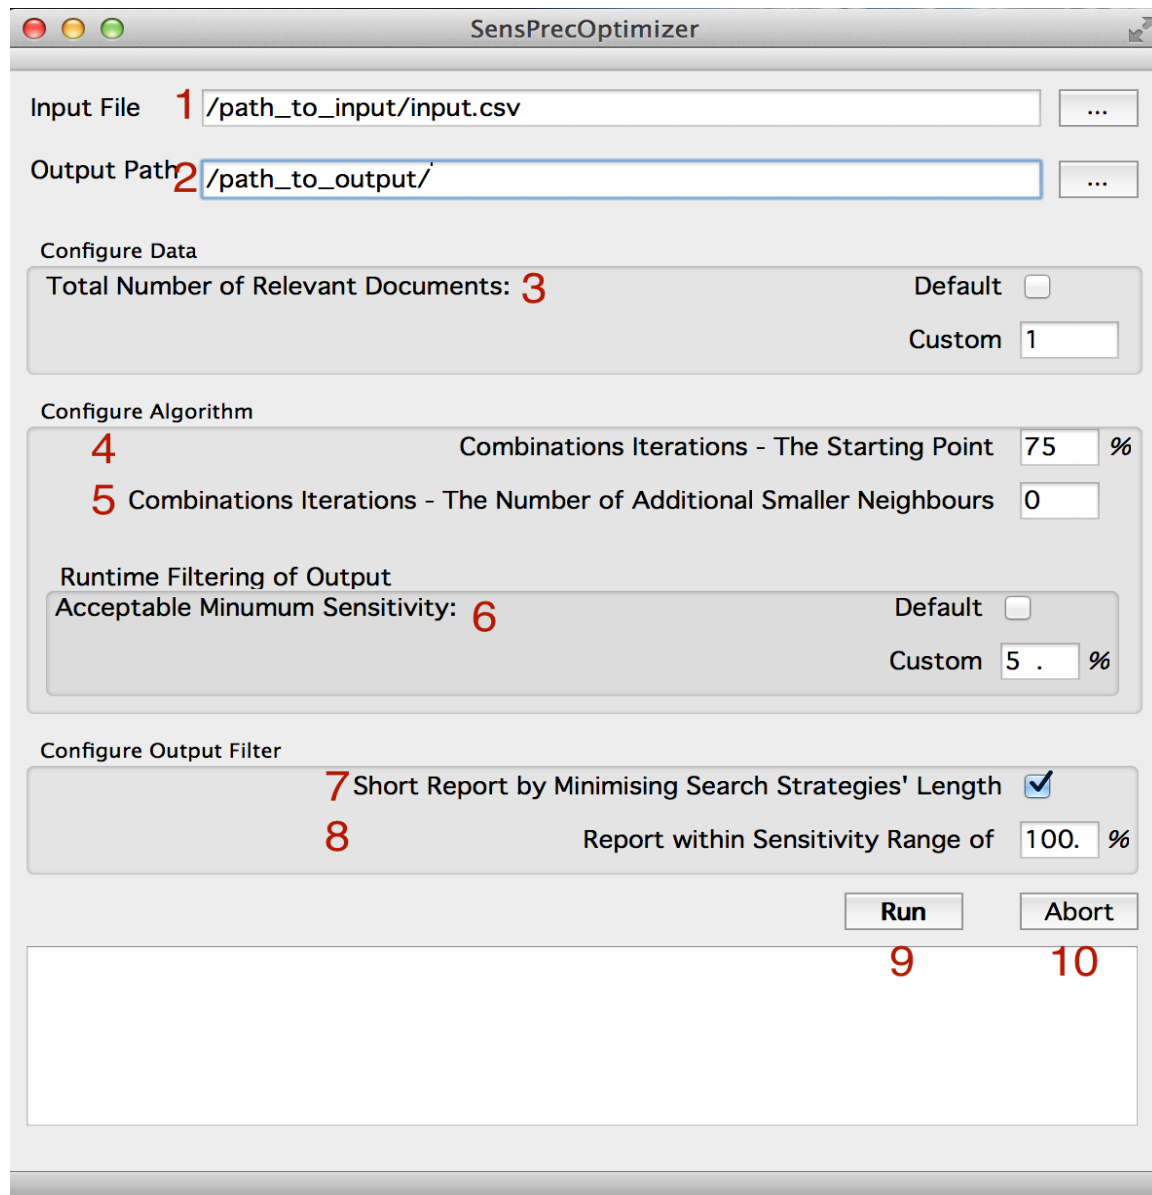 SensPrecOptimizer
Input File 1 /path_to_input/input.csv ...
Output Path 2 /path_to_output/ ...
Configure Data
Total Number of Relevant Documents: 3 Default
Custom 1
Configure Algorithm
4 Combinations Iterations - The Starting Point 75 %
5 Combinations Iterations - The Number of Additional Smaller Neighbours 0
Runtime Filtering of Output
Acceptable Minumum Sensitivity: 6 Default
Custom 5 . %
Configure Output Filter
7 Short Report by Minimising Search Strategies' Length
8 Report within Sensitivity Range of 100. %
Run Abort
9 10